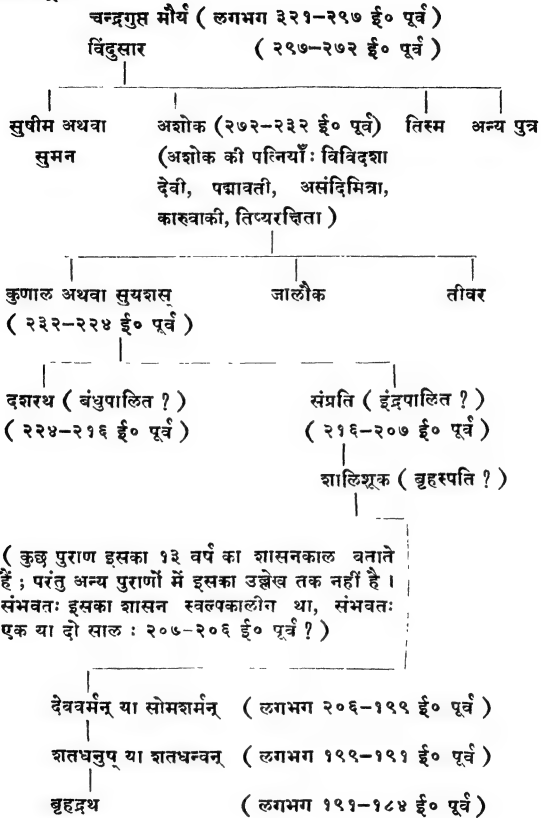 चन्द्रगुप्त मौर्य ( लगभग ३२१-२९७ ई० पूर्व )
विंदुसार ( २९७-२७२ ई० पूर्व )
सुषीम अथवा अशोक (२७२-२३२ ई० पूर्व) तिस्म अन्य पुत्र
सुमन (अशोक की पत्नियाँ : विविदशा
देवी, पद्मावती, असंदिमित्रा,
कारुवाकी, तिप्यरक्षिता )
कुणाल अथवा सुयशस् जालौक तीवर
( २३२-२२४ ई० पूर्व )
दशरथ ( बंधुपालित ? ) संप्रति ( इंद्रपालित ? )
( २२४-२१६ ई० पूर्व ) ( २१६-२०७ ई० पूर्व )
शालिशूक ( बृहस्पति ? )
( कुछ पुराण इसका १३ वर्ष का शासनकाल बताते
हैं ; परंतु अन्य पुराणों में इसका उल्लेख तक नहीं है ।
संभवतः इसका शासन स्वल्पकालीन था, संभवतः
एक या दो साल : २०७-२०६ ई० पूर्व ? )
देववर्मन् या सोमशर्मन् ( लगभग २०६-१९९ ई० पूर्व )
शतधनुष् या शतधन्वन् ( लगभग १९९-१९१ ई० पूर्व )
बृहद्रथ ( लगभग १९१-१८४ ई० पूर्व )